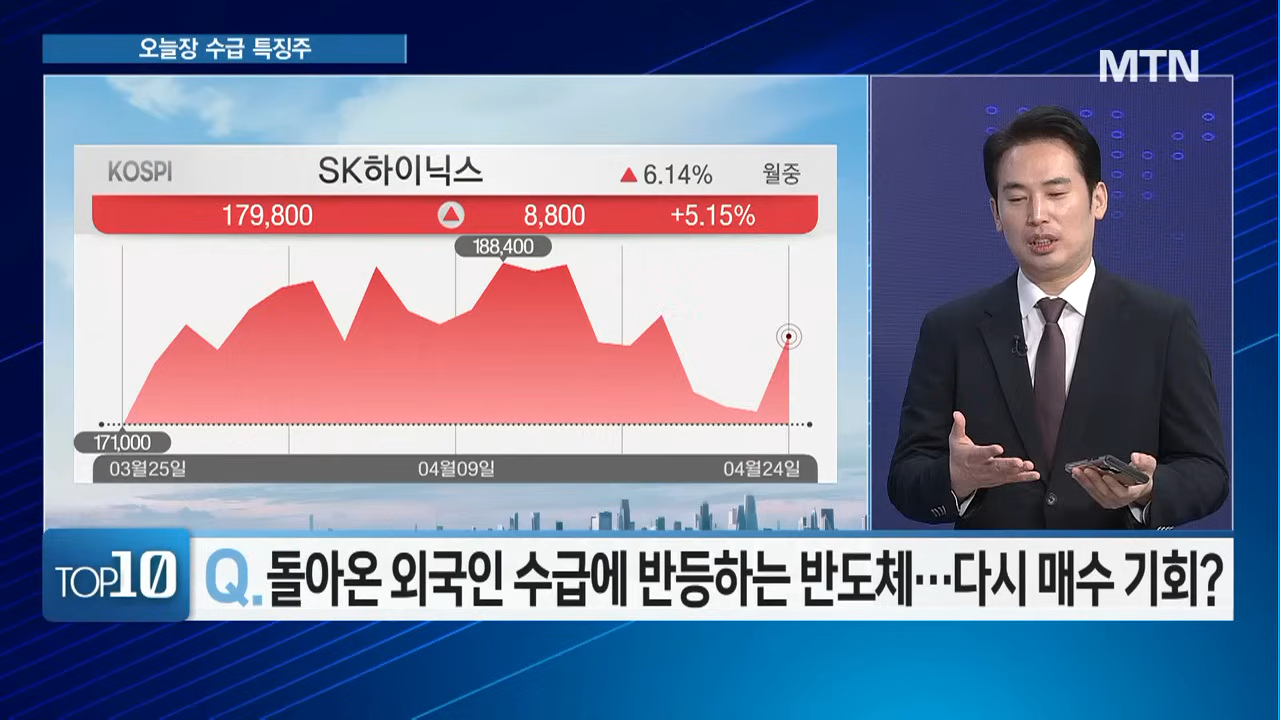 오늘장 수급 특징주
MTN
KOSPI SK하이닉스 ▲6.14% 월중
179,800 ▲ 8,800 +5.15%
188,400
171,000
03월25일 04월09일 04월24일
TOP10 Q.돌아온 외국인 수급에 반등하는 반도체…다시 매수 기회?